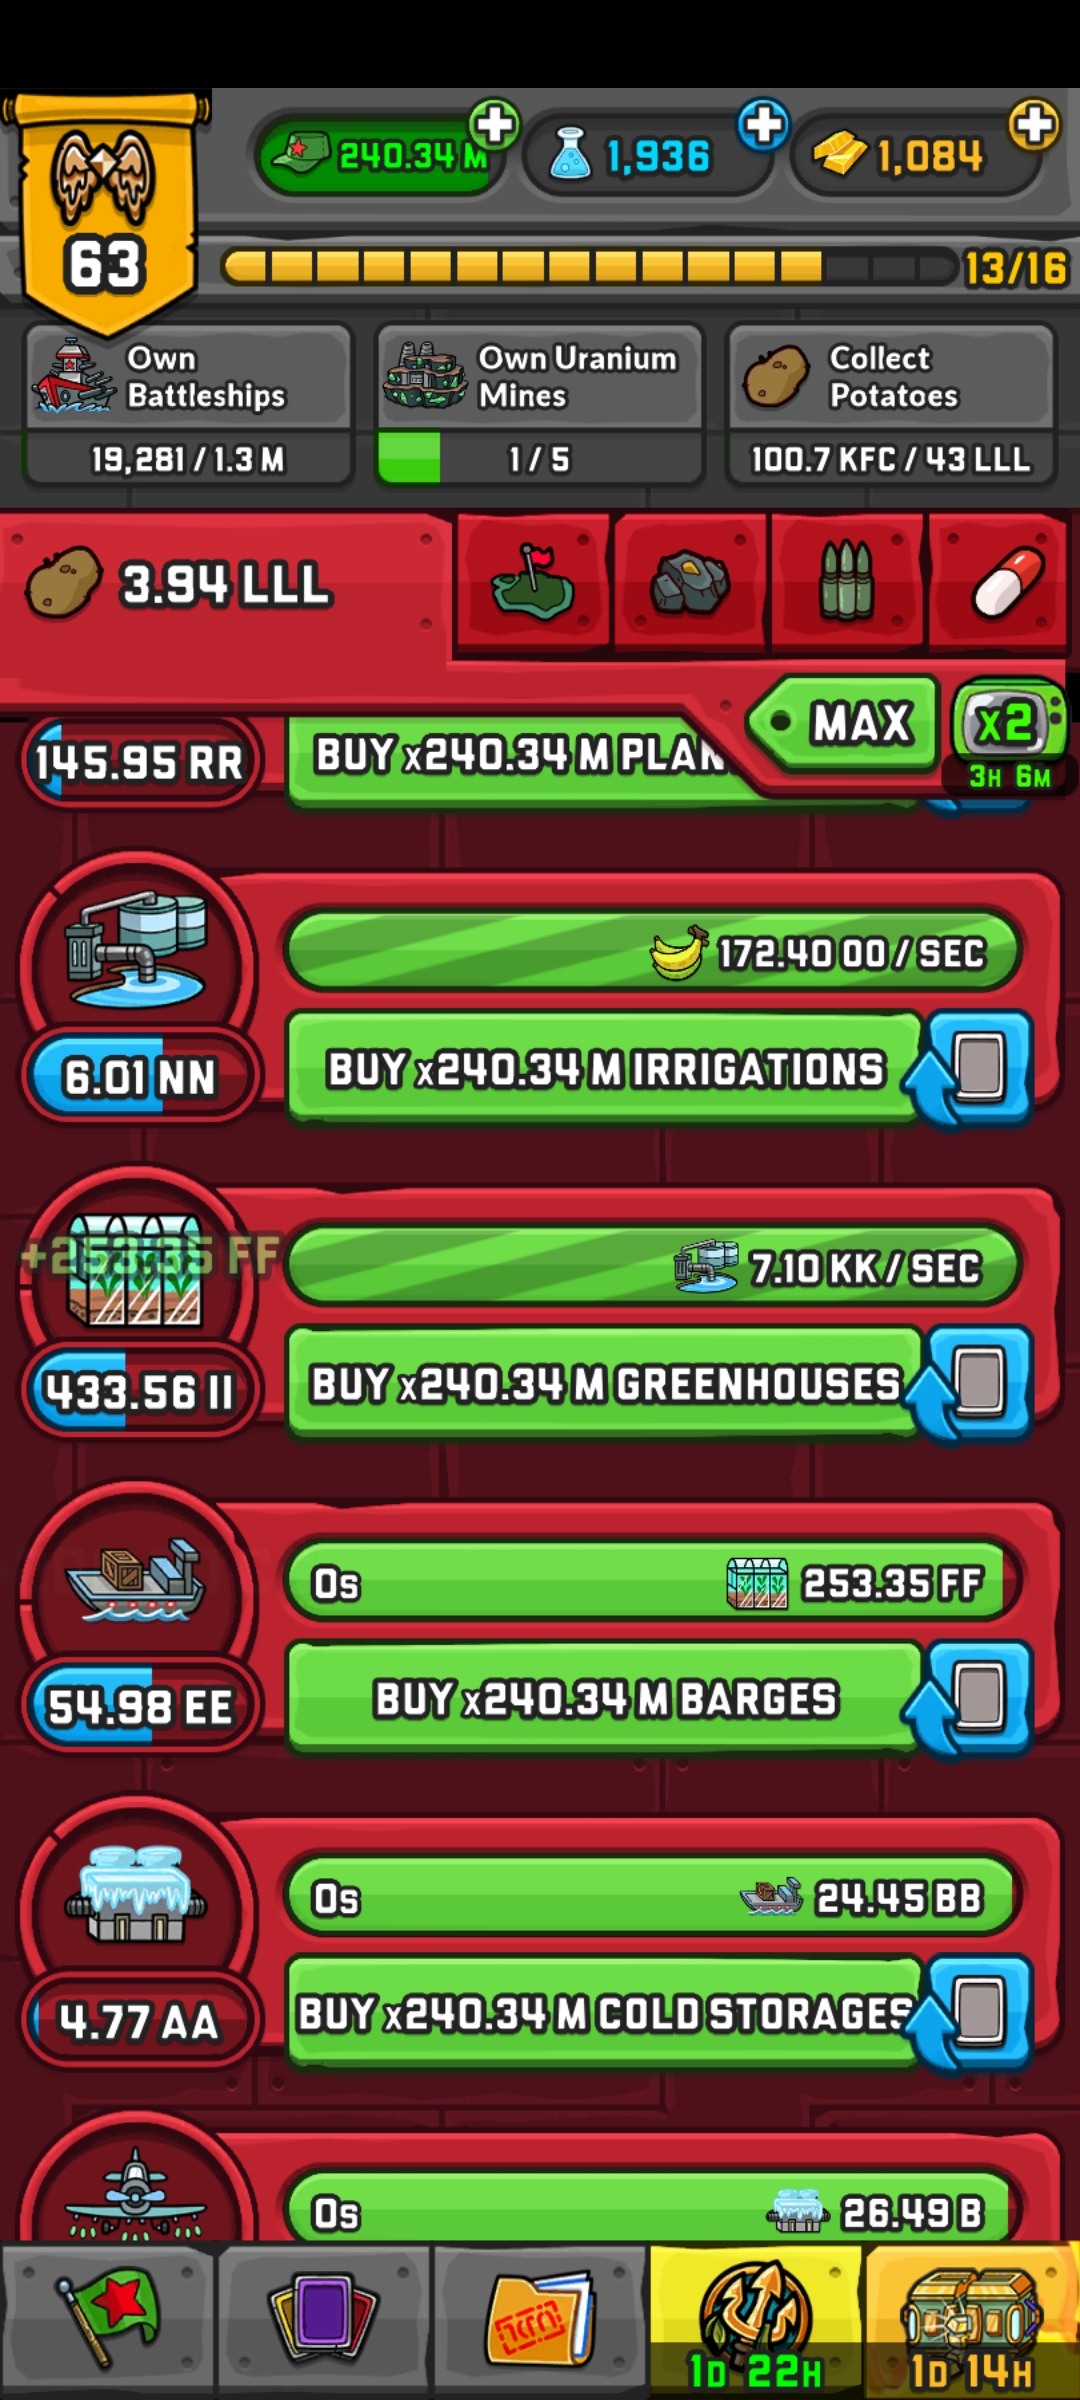 240.34 M
1,936
1,084
63
13/16
Own
Battleships
19,281 / 1.3 M
Own Uranium
Mines
1 / 5
Collect
Potatoes
100.7 KFC / 43 LLL
3.94 LLL
MAX
x2
3H 6M
145.95 RR
BUY x240.34 M PLAN
172.40 OO / SEC
6.01 NN
BUY x240.34 M IRRIGATIONS
+253.35 FF
7.10 KK / SEC
433.56 II
BUY x240.34 M GREENHOUSES
0s
253.35 FF
54.98 EE
BUY x240.34 M BARGES
0s
24.45 BB
4.77 AA
BUY x240.34 M COLD STORAGES
0s
26.49 B
1D 22H
1D 14H